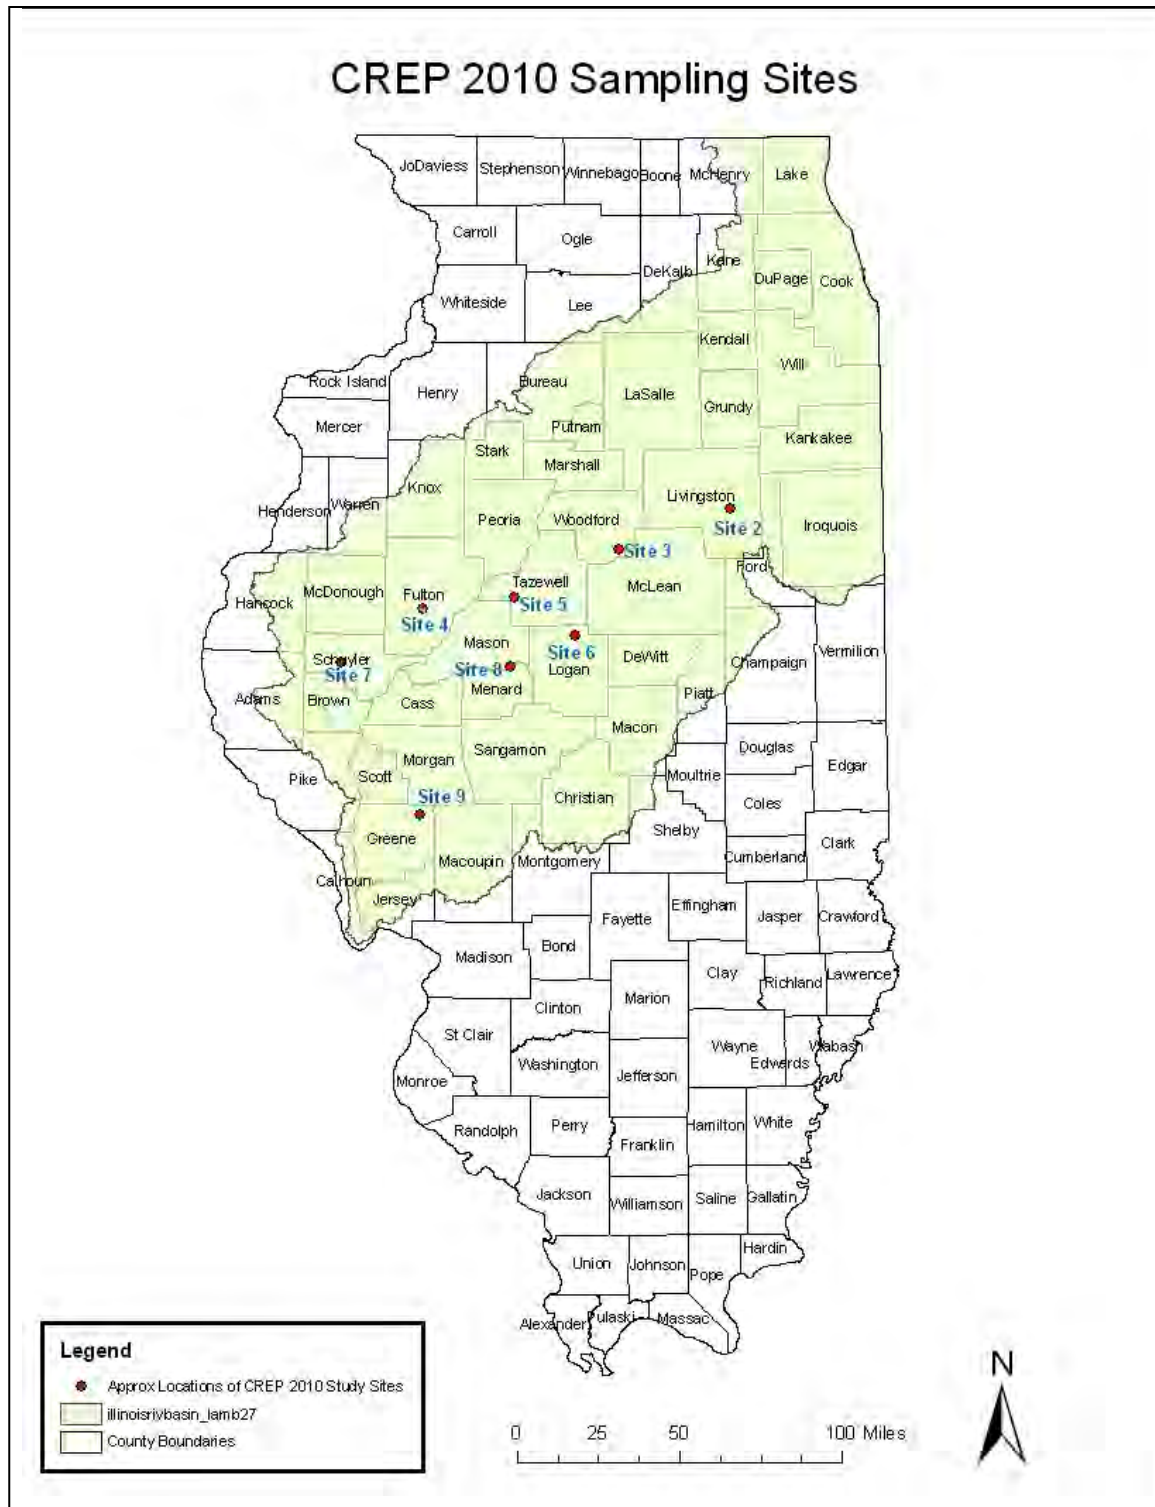 CREP 2010 Sampling Sites
JoDaviess
Stephenson
Winnebago
Boone
McHenry
Lake
Carroll
Ogle
DeKalb
Kane
DuPage
Cook
Whiteside
Lee
Kendall
Will
Rock Island
Henry
Bureau
LaSalle
Grundy
Mercer
Putnam
Kankakee
Stark
Marshall
Knox
Henderson
Warren
Peoria
Woodford
Livingston
Site 2
Iroquois
Site 3
Ford
Hancock
McDonough
Fulton
Site 4
Tazewell
Site 5
McLean
Mason
Site 6
Logan
DeWitt
Champaign
Vermilion
Schuyler
Site 7
Site 8
Menard
Adams
Brown
Cass
Piatt
Macon
Sangamon
Douglas
Edgar
Pike
Scott
Morgan
Moultrie
Site 9
Christian
Coles
Greene
Shelby
Clark
Macoupin
Montgomery
Cumberland
Calhoun
Jersey
Fayette
Effingham
Jasper
Crawford
Madison
Bond
Clay
Richland
Lawrence
Marion
Clinton
St Clair
Wayne
Edwards
Wabash
Washington
Jefferson
Monroe
Randolph
Perry
Hamilton
White
Franklin
Jackson
Williamson
Saline
Gallatin
Union
Johnson
Pope
Hardin
Alexander
Pulaski
Massac
Legend
Approx Locations of CREP 2010 Study Sites
illinoisrivbasin_lamb27
County Boundaries
0 25 50 100 Miles
N